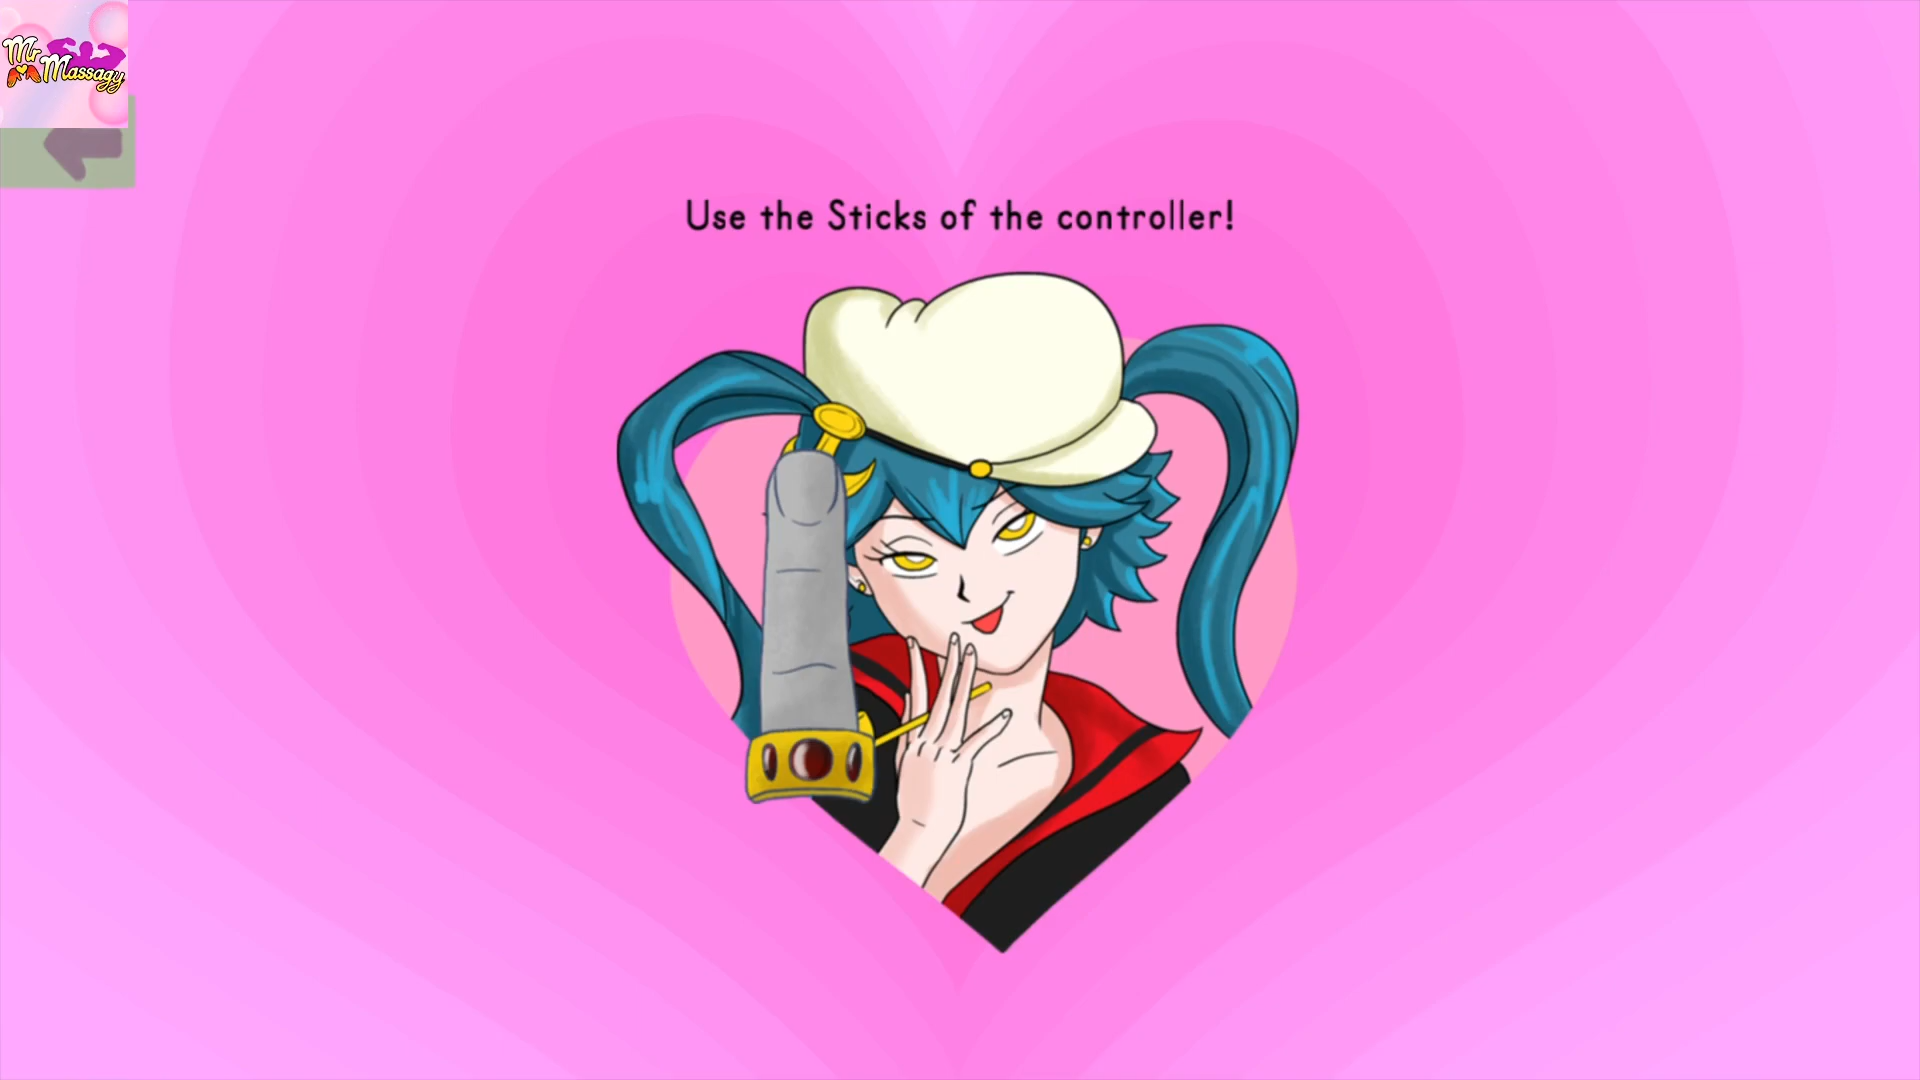 Mr
Massagy
Use the Sticks of the controller!